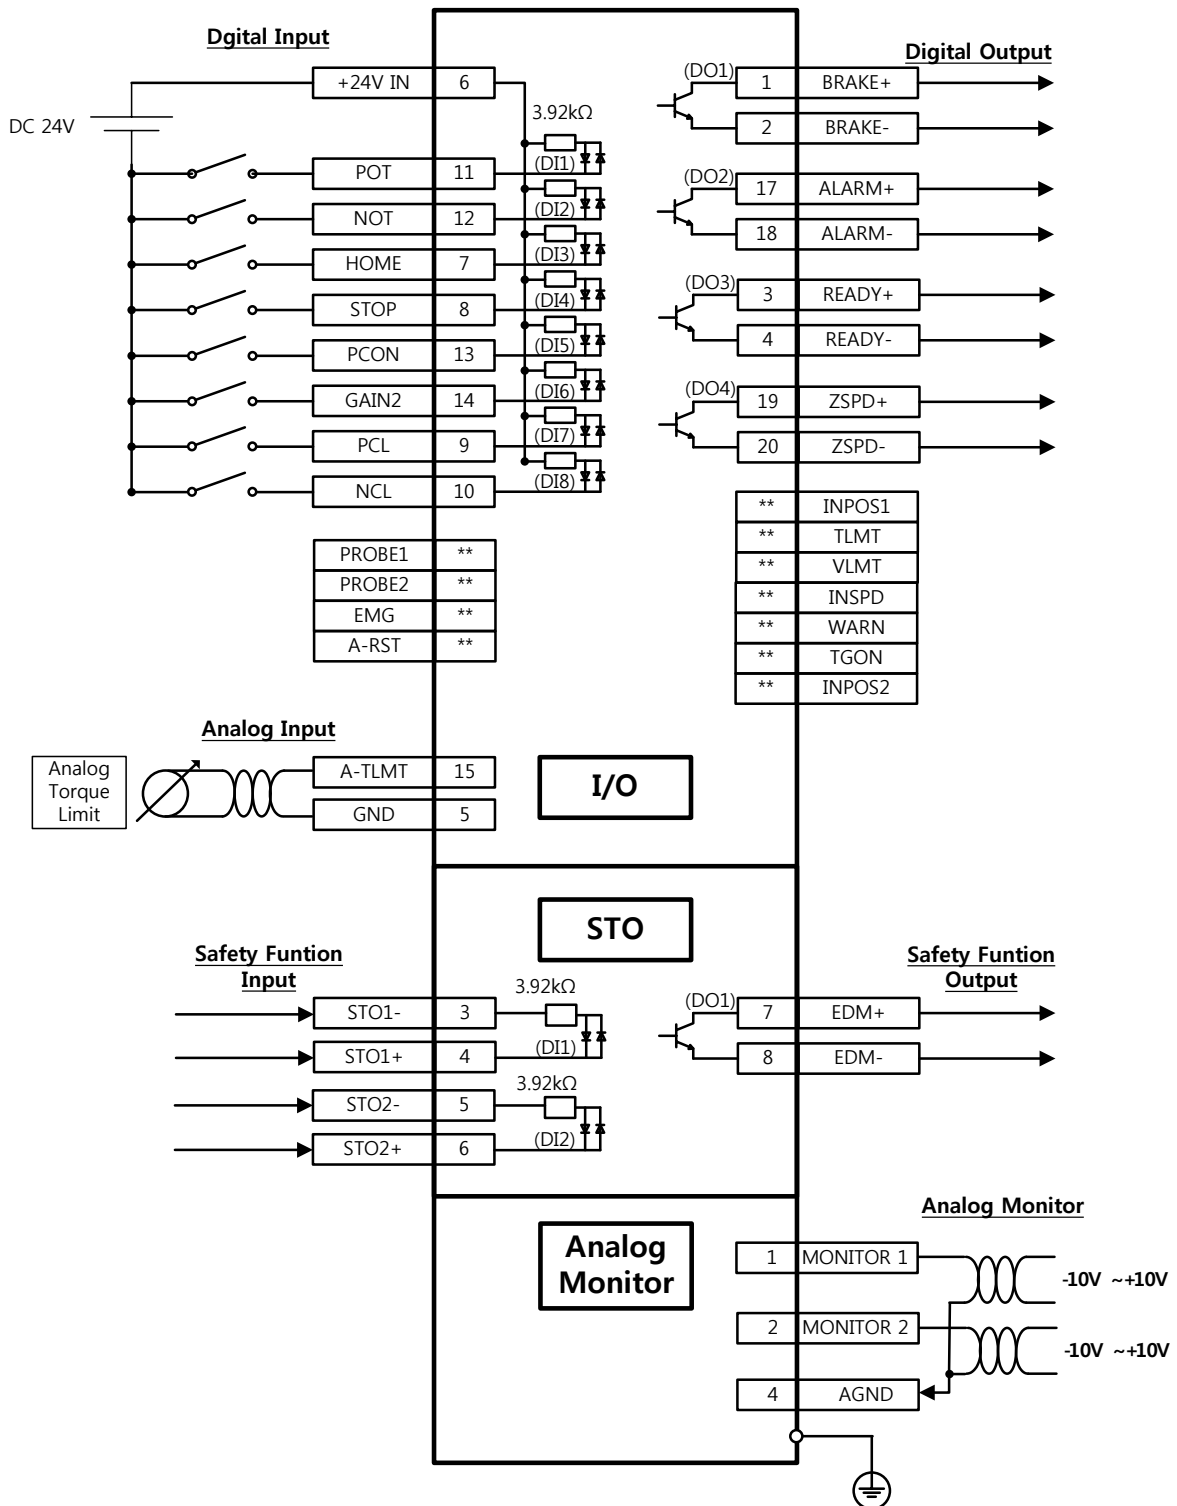 Dgital Input
Digital Output
DC 24V
+24V IN
6
3.92kΩ
POT
11
(DI1)
NOT
12
(DI2)
HOME
7
(DI3)
STOP
8
(DI4)
PCON
13
(DI5)
GAIN2
14
(DI6)
PCL
9
(DI7)
NCL
10
(DI8)
PROBE1
**
PROBE2
**
EMG
**
A-RST
**
(DO1)
1
BRAKE+
2
BRAKE-
(DO2)
17
ALARM+
18
ALARM-
(DO3)
3
READY+
4
READY-
(DO4)
19
ZSPD+
20
ZSPD-
**
INPOS1
**
TLMT
**
VLMT
**
INSPD
**
WARN
**
TGON
**
INPOS2
Analog Input
Analog
Torque
Limit
A-TLMT
15
GND
5
I/O
STO
Safety Funtion
Input
STO1-
3
3.92kΩ
STO1+
4
(DI1)
STO2-
5
3.92kΩ
STO2+
6
(DI2)
Safety Funtion
Output
(DO1)
7
EDM+
8
EDM-
Analog
Monitor
Analog Monitor
1
MONITOR 1
-10V ~+10V
2
MONITOR 2
-10V ~+10V
4
AGND